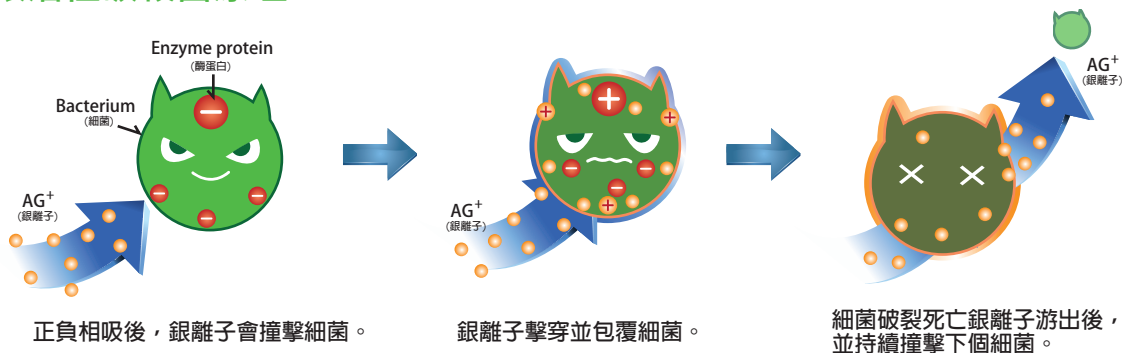 Enzyme protein
(酶蛋白)
Bacterium
(細菌)
AG+
(銀離子)
正負相吸後，銀離子會撞擊細菌。
AG+
(銀離子)
銀離子擊穿並包覆細菌。
AG+
(銀離子)
細菌破裂死亡銀離子游出後，
並持續撞擊下個細菌。